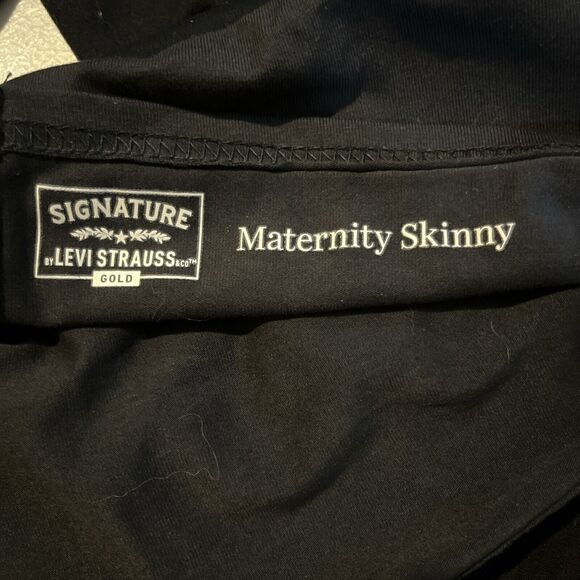 SIGNATURE
BY LEVI STRAUSS & CO™
GOLD
Maternity Skinny